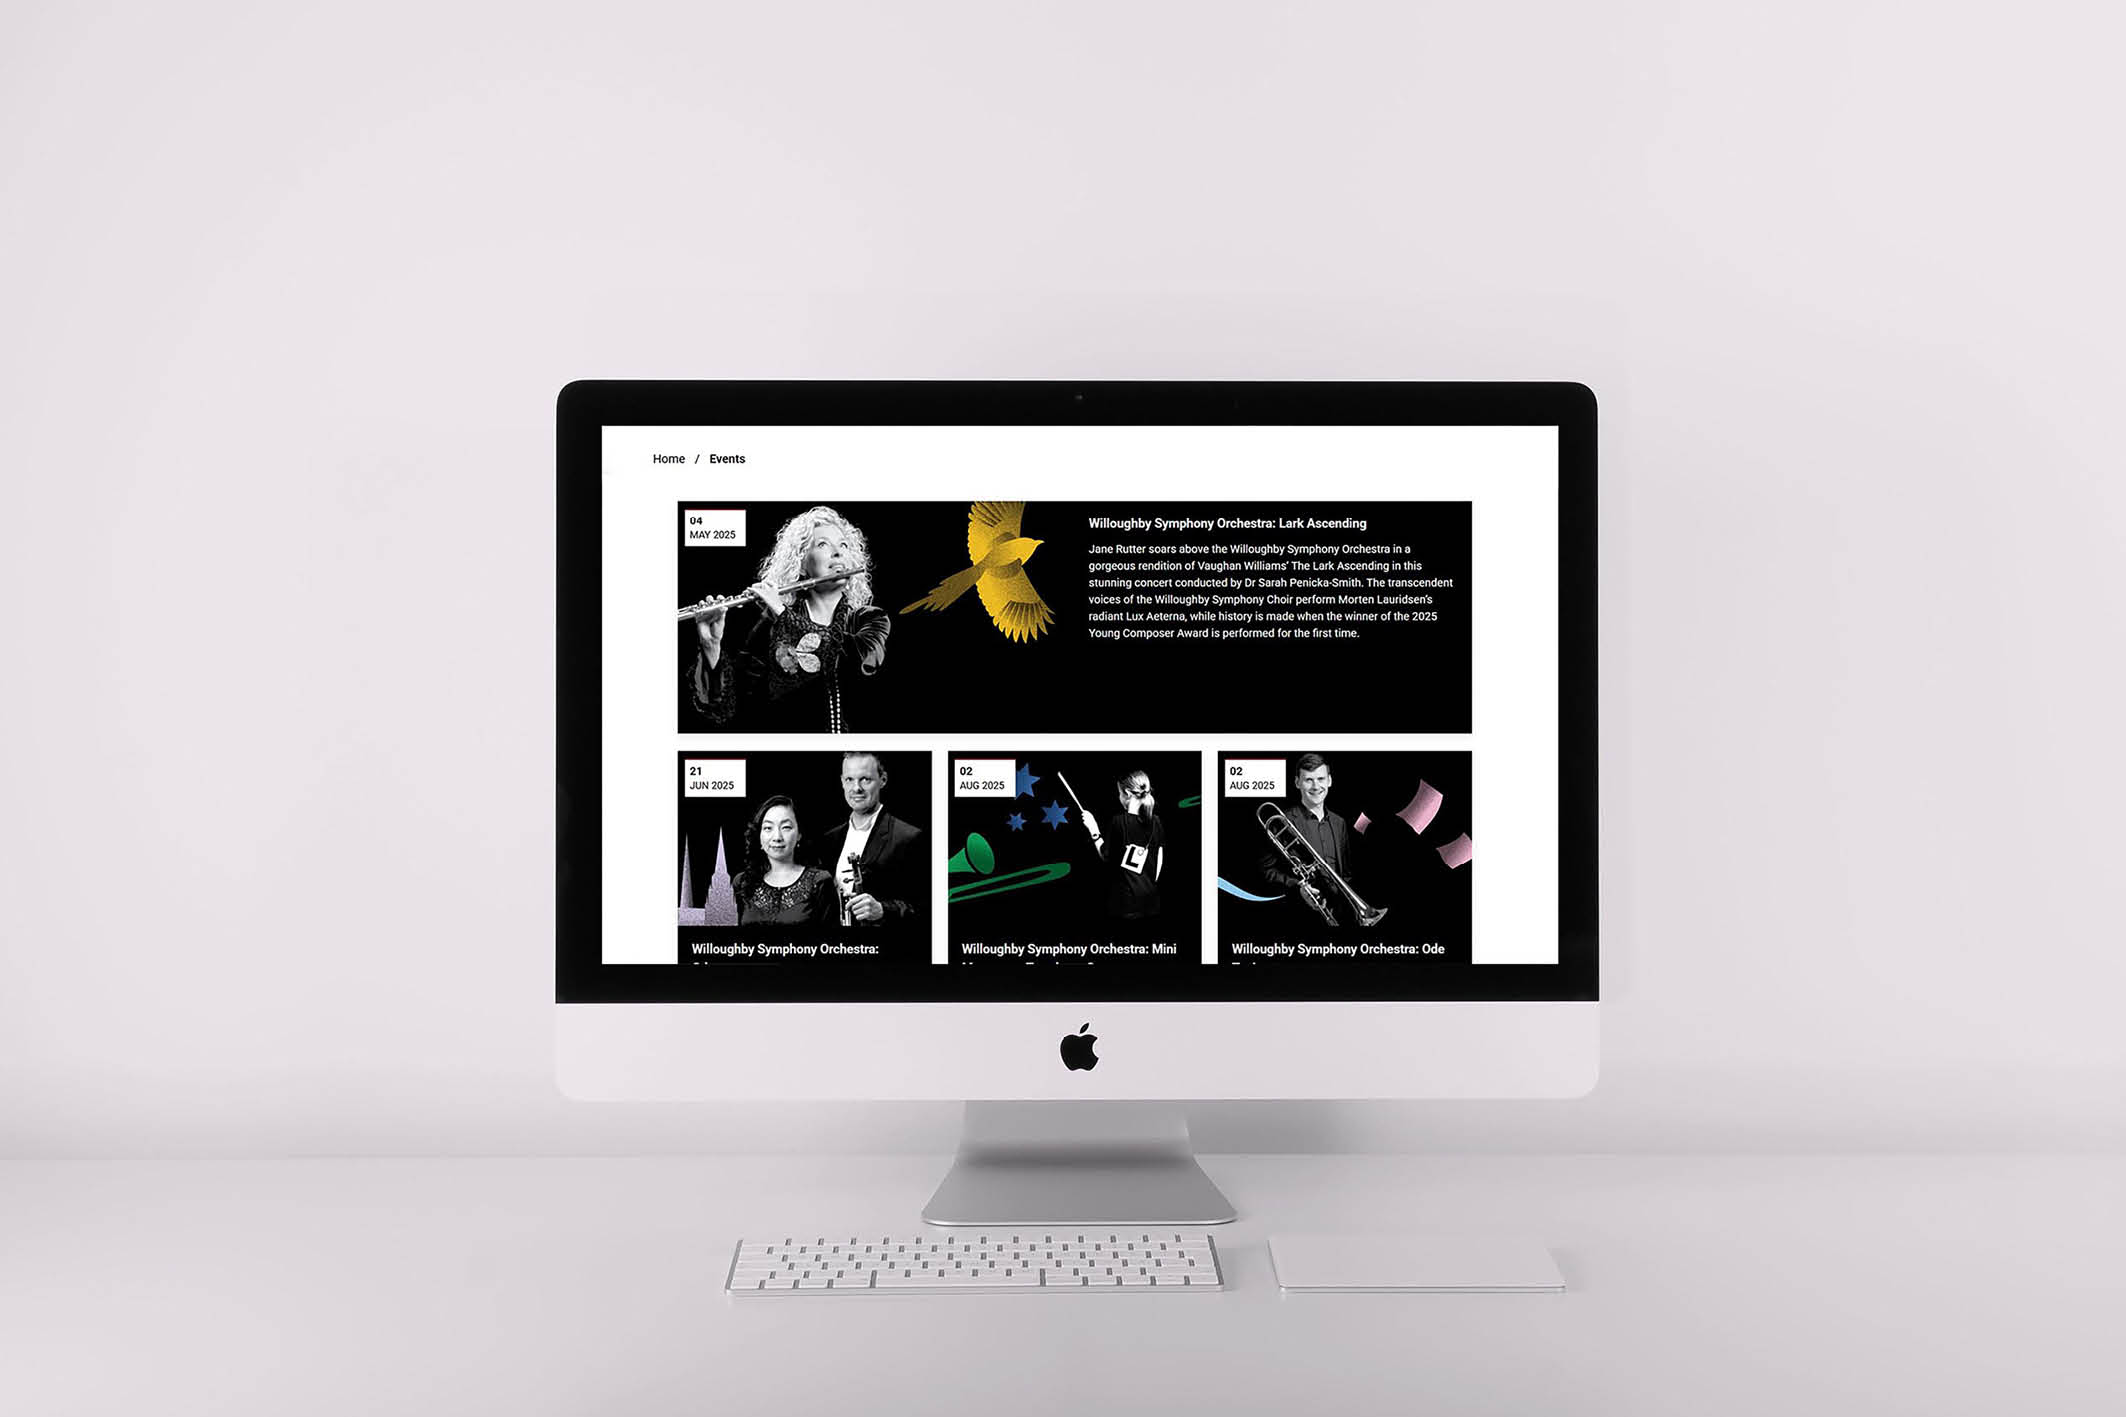 Home / Events
04
MAY 2025
Willoughby Symphony Orchestra: Lark Ascending
Jane Rutter soars above the Willoughby Symphony Orchestra in a
gorgeous rendition of Vaughan Williams' The Lark Ascending in this
stunning concert conducted by Dr Sarah Penicka-Smith. The transcendent
voices of the Willoughby Symphony Choir perform Morten Lauridsen's
radiant Lux Aeterna, while history is made when the winner of the 2025
Young Composer Award is performed for the first time.
21
JUN 2025
Willoughby Symphony Orchestra:
02
AUG 2025
L
Willoughby Symphony Orchestra: Mini
02
AUG 2025
Willoughby Symphony Orchestra: Ode